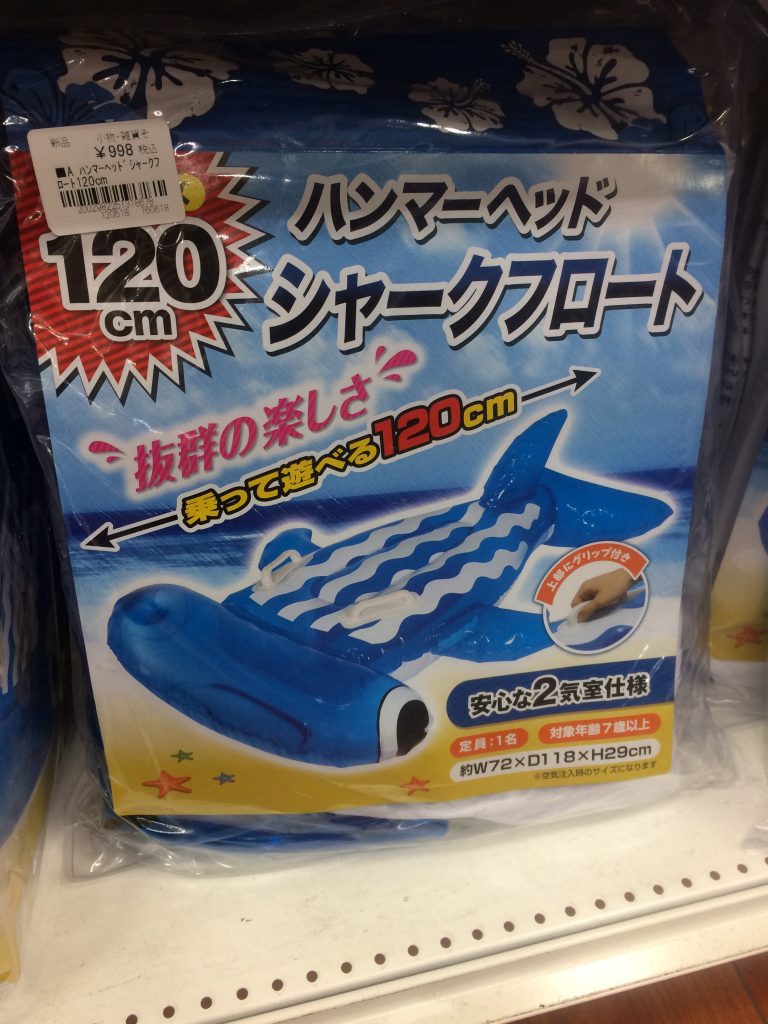 新品 小物・雑貨そ
¥998 税込
■A ハンマーヘッドシャークフ
ロート120cm
120518 160618
120
cm
ハンマーヘッド
シャークフロート
抜群の楽しさ
乗って遊べる120cm
上部にグリップ付き
安心な2気室仕様
定員:1名 対象年齢7歳以上
約W72×D118×H29cm
※空気注入時のサイズになります